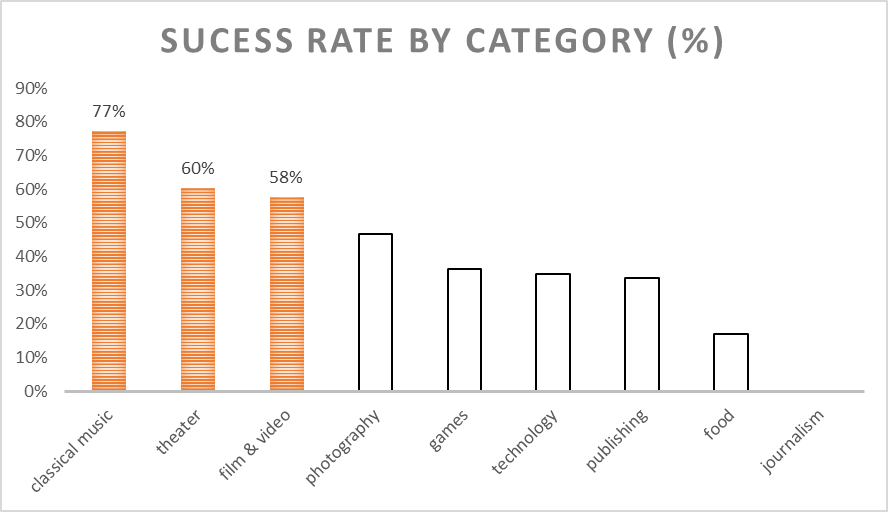 SUCESS RATE BY CATEGORY (%)
90%
80%
70%
60%
50%
40%
30%
20%
10%
0%
77%
60%
58%
classical music
theater
film & video
photography
games
technology
publishing
food
journalism